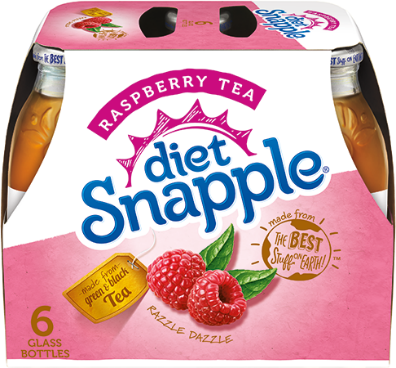 RASPBERRY TEA
diet
Snapple®
made from
THE BEST
Stuff ON
EARTH!™
made from
green & black
Tea
RAZZLE DAZZLE
6
GLASS
BOTTLES